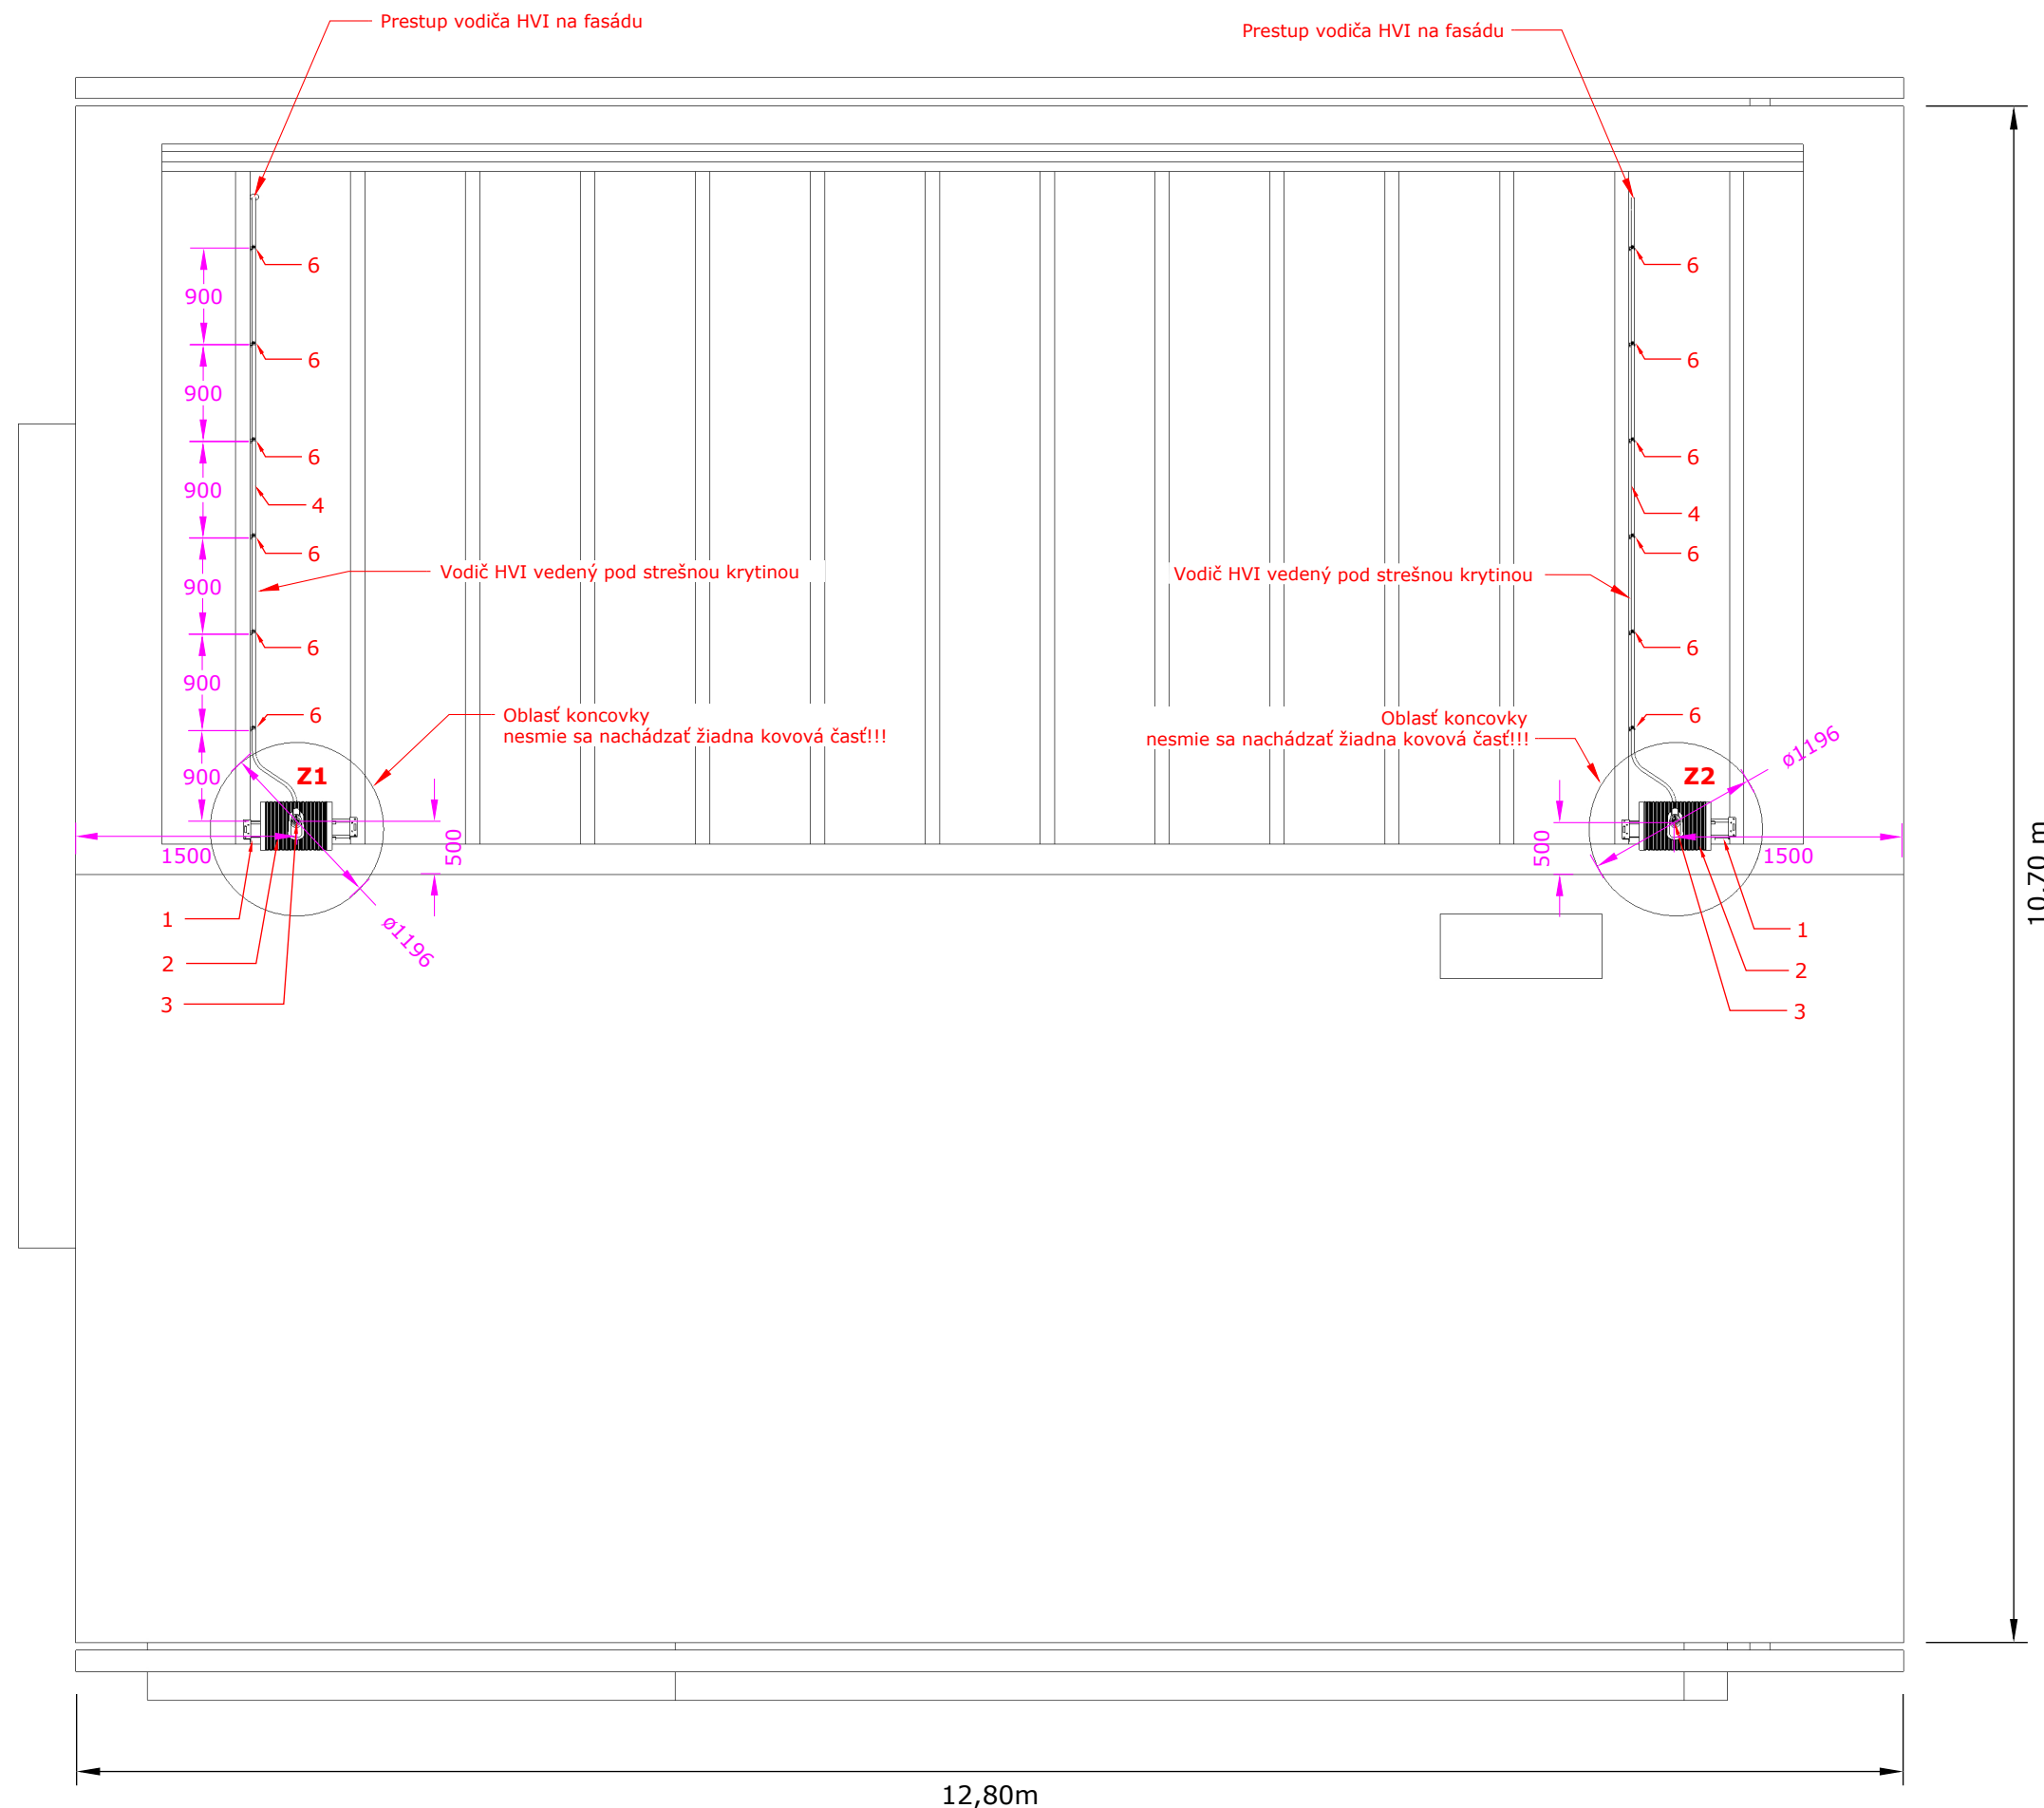 Prestup vodiča HVI na fasádu
Prestup vodiča HVI na fasádu
6
6
900
6
6
900
6
6
900
4
4
6
6
900
Vodič HVI vedený pod strešnou krytinou
Vodič HVI vedený pod strešnou krytinou
6
6
900
Oblasť koncovky
nesmie sa nachádzať žiadna kovová časť!!!
Oblasť koncovky
nesmie sa nachádzať žiadna kovová časť!!!
6
6
900
Z1
Z2
ø1196
1500
500
500
1500
10,70 m
1
2
3
ø1196
1
2
3
12,80m